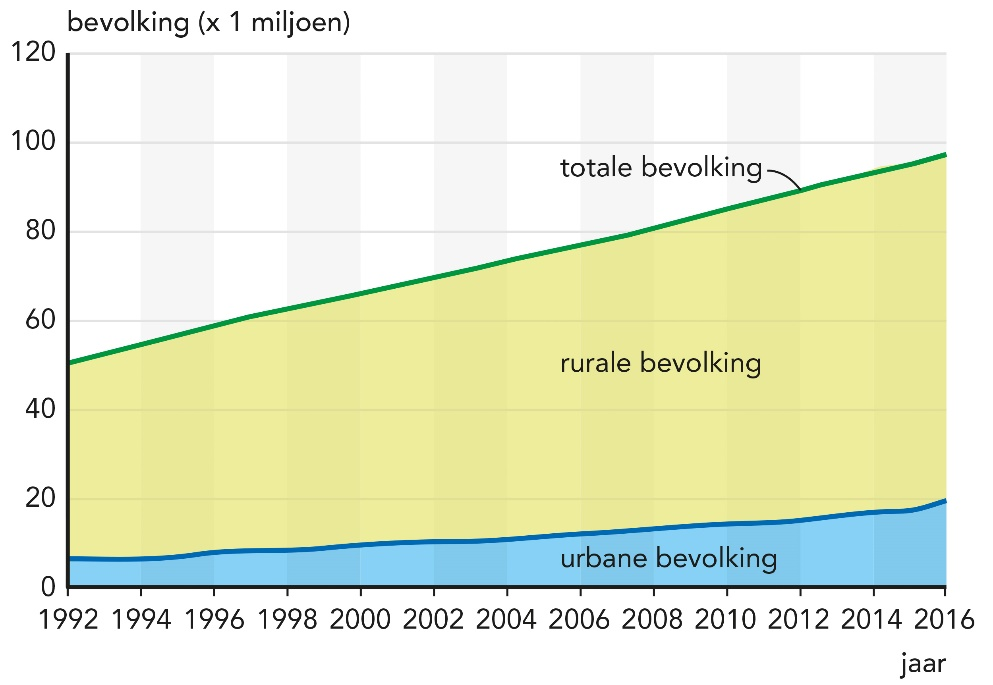 bevolking (x 1 miljoen)
120
100
80
60
40
20
0
totale bevolking
rurale bevolking
urbane bevolking
1992 1994 1996 1998 2000 2002 2004 2006 2008 2010 2012 2014 2016
jaar